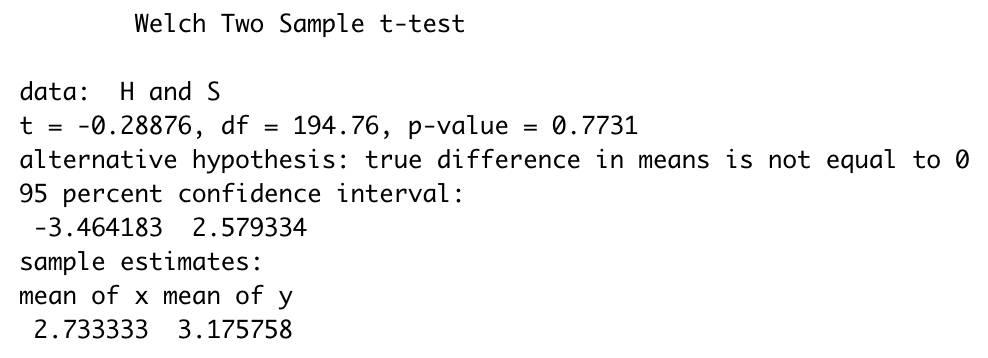 Welch Two Sample t-test
data:  H and S
t = -0.28876, df = 194.76, p-value = 0.7731
alternative hypothesis: true difference in means is not equal to 0
95 percent confidence interval:
-3.464183  2.579334
sample estimates:
mean of x mean of y
2.733333  3.175758